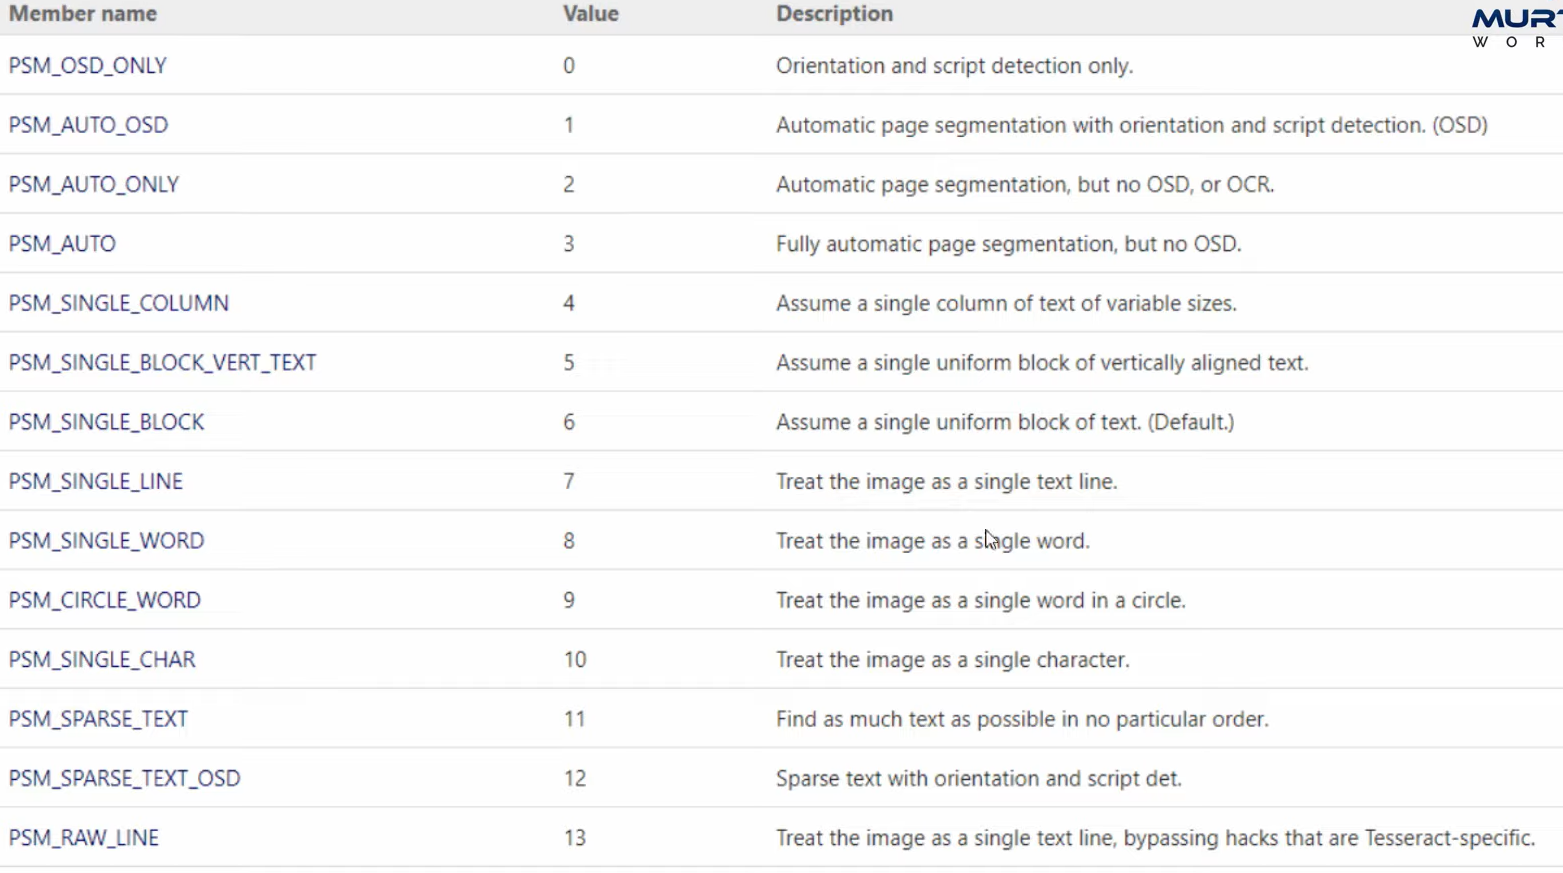 Member name Value Description
MURT
WOR
PSM_OSD_ONLY 0 Orientation and script detection only.
PSM_AUTO_OSD 1 Automatic page segmentation with orientation and script detection. (OSD)
PSM_AUTO_ONLY 2 Automatic page segmentation, but no OSD, or OCR.
PSM_AUTO 3 Fully automatic page segmentation, but no OSD.
PSM_SINGLE_COLUMN 4 Assume a single column of text of variable sizes.
PSM_SINGLE_BLOCK_VERT_TEXT 5 Assume a single uniform block of vertically aligned text.
PSM_SINGLE_BLOCK 6 Assume a single uniform block of text. (Default.)
PSM_SINGLE_LINE 7 Treat the image as a single text line.
PSM_SINGLE_WORD 8 Treat the image as a single word.
PSM_CIRCLE_WORD 9 Treat the image as a single word in a circle.
PSM_SINGLE_CHAR 10 Treat the image as a single character.
PSM_SPARSE_TEXT 11 Find as much text as possible in no particular order.
PSM_SPARSE_TEXT_OSD 12 Sparse text with orientation and script det.
PSM_RAW_LINE 13 Treat the image as a single text line, bypassing hacks that are Tesseract-specific.